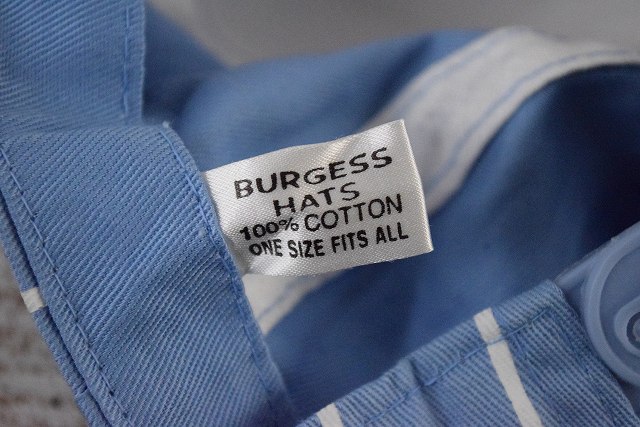 BURGESS
HATS
100% COTTON
ONE SIZE FITS ALL